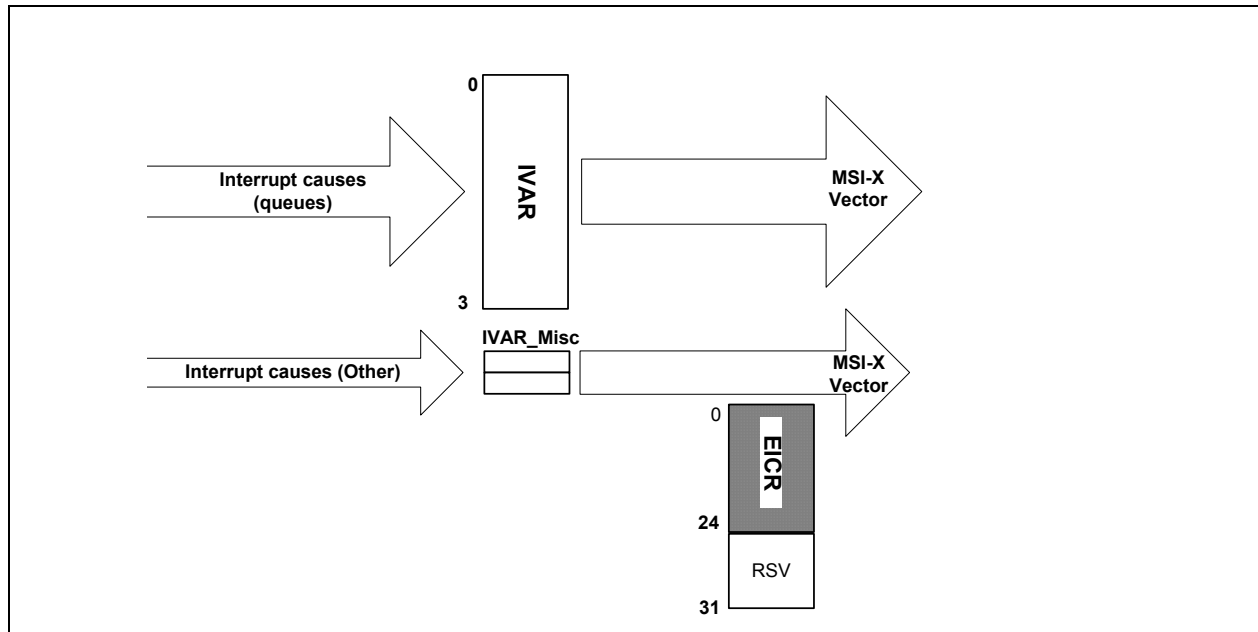 0
Interrupt causes
(queues)
IVAR
MSI-X
Vector
3
IVAR_Misc
Interrupt causes (Other)
MSI-X
Vector
0
EICR
24
RSV
31